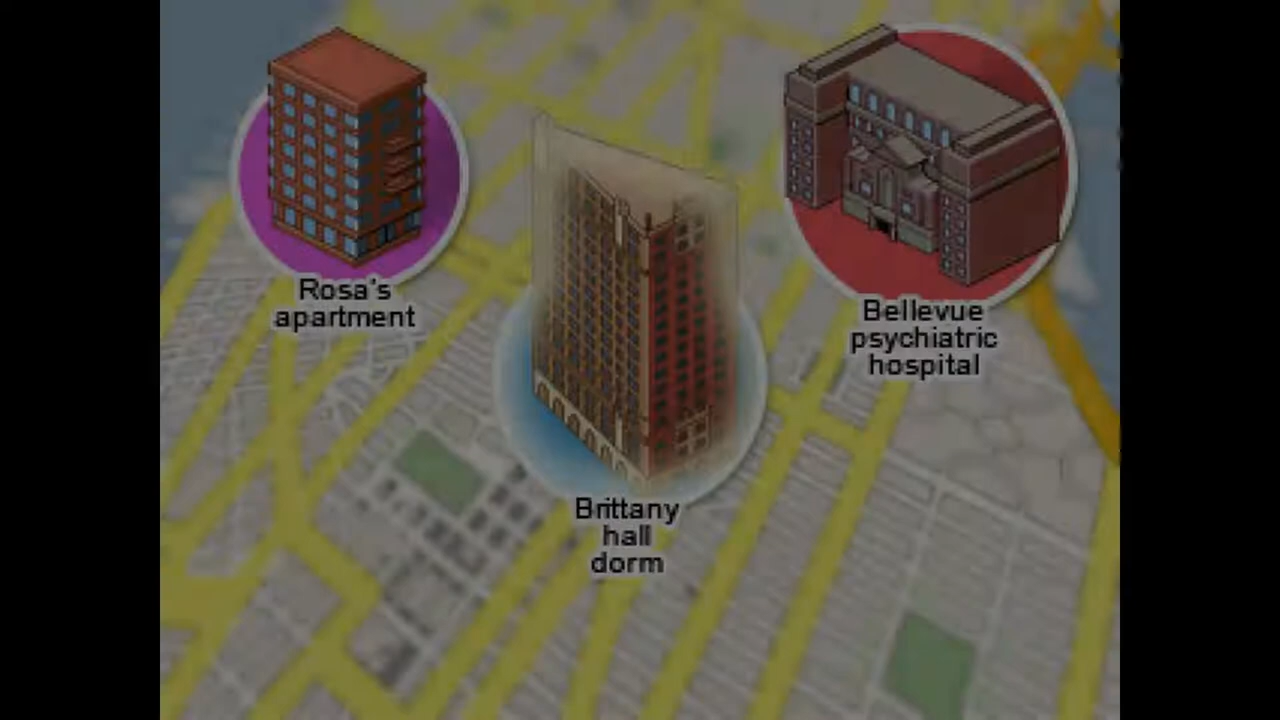 Rosa's
apartment
Bellevue
psychiatric
hospital
Brittany
hall
dorm